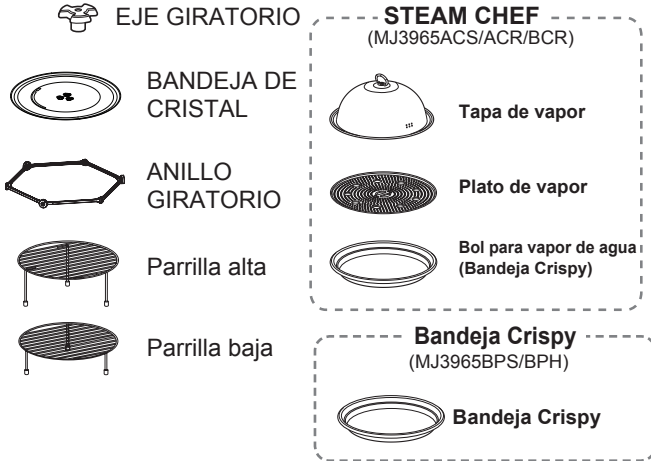 EJE GIRATORIO
BANDEJA DE
CRISTAL
ANILLO
GIRATORIO
Parrilla alta
Parrilla baja
STEAM CHEF
(MJ3965ACS/ACR/BCR)
Tapa de vapor
Plato de vapor
Bol para vapor de agua
(Bandeja Crispy)
Bandeja Crispy
(MJ3965BPS/BPH)
Bandeja Crispy